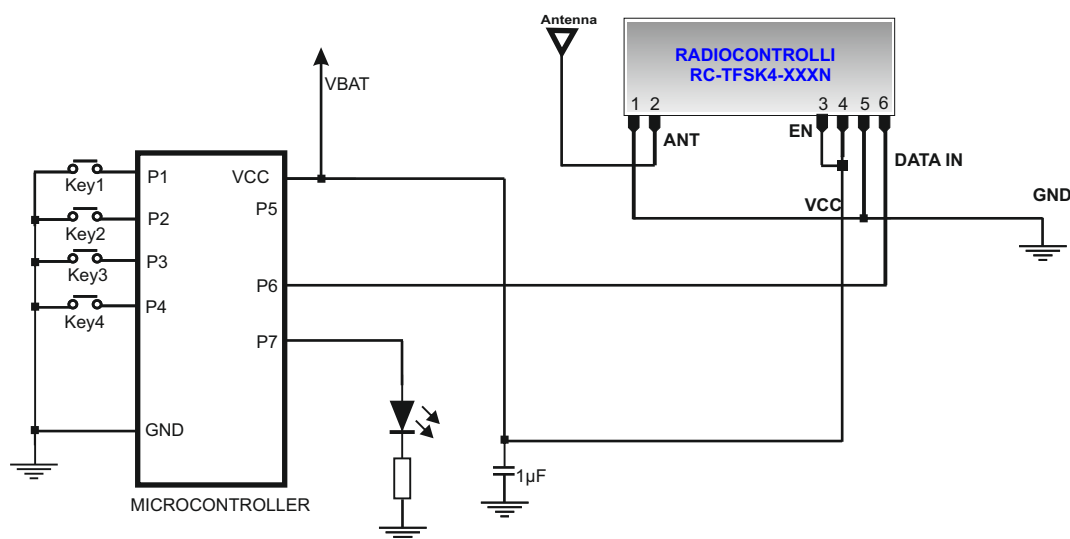 Antenna
RADIOCONTROLLI
RC-TFSK4-XXXN
1 2 3 4 5 6
ANT
EN
DATA IN
VCC
GND
VBAT
Key1
Key2
Key3
Key4
P1
P2
P3
P4
GND
VCC
P5
P6
P7
MICROCONTROLLER
1µF